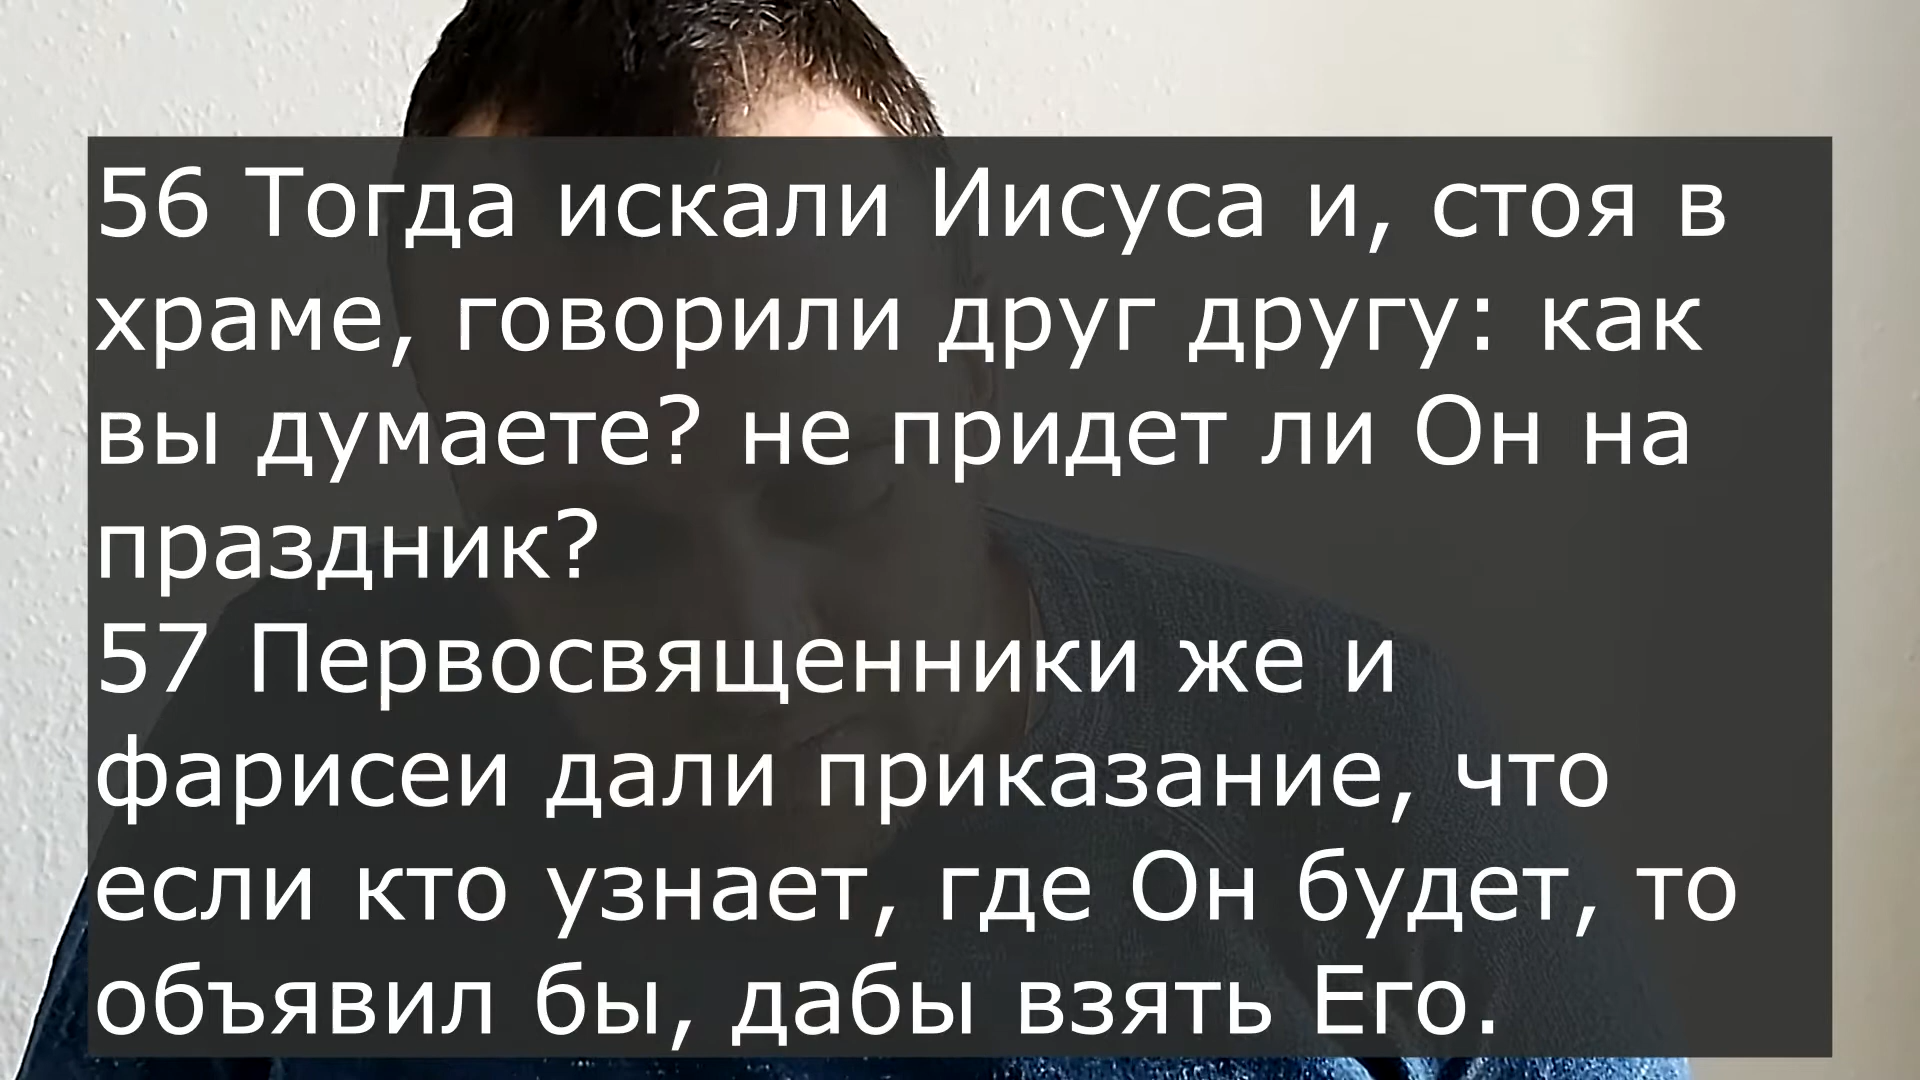 56 Тогда искали Иисуса и, стоя в
храме, говорили друг другу: как
вы думаете? не придет ли Он на
праздник?
57 Первосвященники же и
фарисеи дали приказание, что
если кто узнает, где Он будет, то
объявил бы, дабы взять Его.